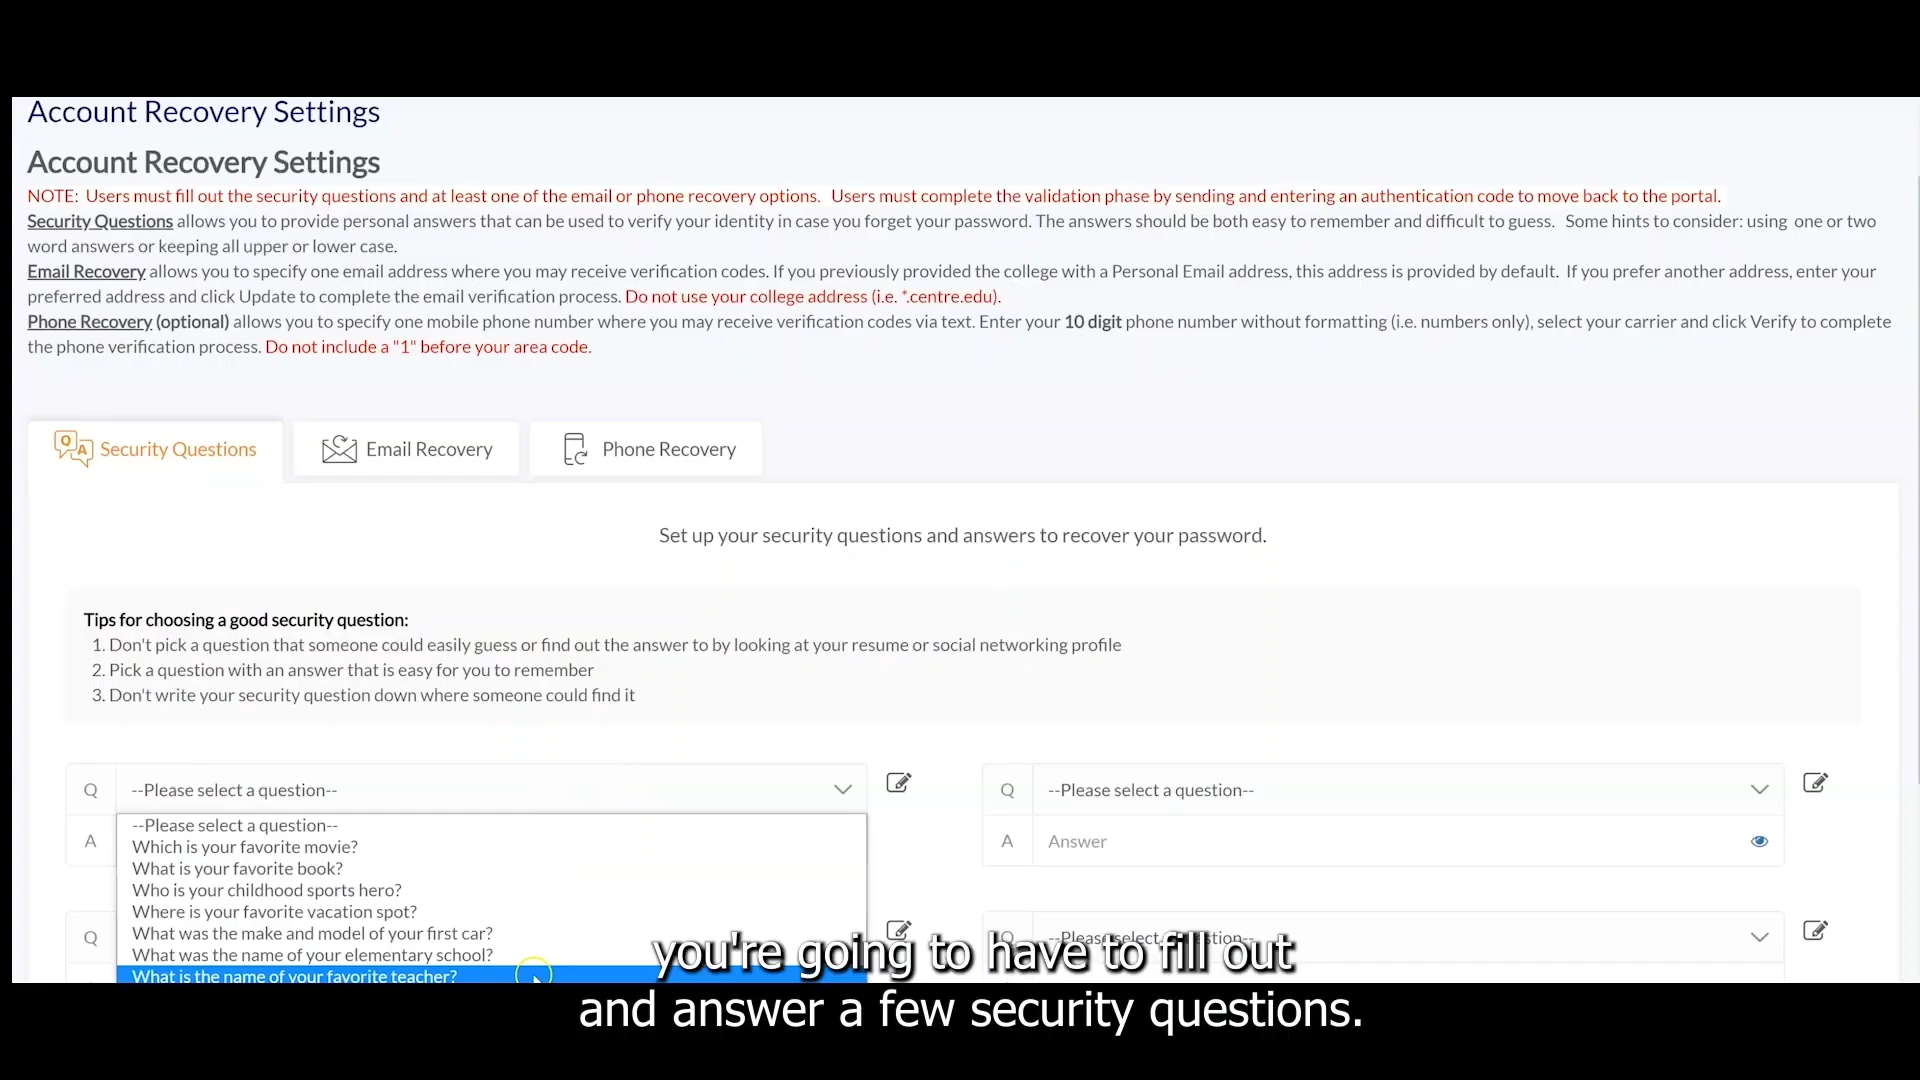 Account Recovery Settings
Account Recovery Settings
NOTE: Users must fill out the security questions and at least one of the email or phone recovery options. Users must complete the validation phase by sending and entering an authentication code to move back to the portal.
Security Questions allows you to provide personal answers that can be used to verify your identity in case you forget your password. The answers should be both easy to remember and difficult to guess. Some hints to consider: using one or two
word answers or keeping all upper or lower case.
Email Recovery allows you to specify one email address where you may receive verification codes. If you previously provided the college with a Personal Email address, this address is provided by default. If you prefer another address, enter your
preferred address and click Update to complete the email verification process. Do not use your college address (i.e. *.centre.edu).
Phone Recovery (optional) allows you to specify one mobile phone number where you may receive verification codes via text. Enter your 10 digit phone number without formatting (i.e. numbers only), select your carrier and click Verify to complete
the phone verification process. Do not include a "1" before your area code.
Q A Security Questions
Email Recovery
Phone Recovery
Set up your security questions and answers to recover your password.
Tips for choosing a good security question:
1. Don't pick a question that someone could easily guess or find out the answer to by looking at your resume or social networking profile
2. Pick a question with an answer that is easy for you to remember
3. Don't write your security question down where someone could find it
Q --Please select a question--
A
--Please select a question--
Which is your favorite movie?
What is your favorite book?
Who is your childhood sports hero?
Where is your favorite vacation spot?
What was the make and model of your first car?
What was the name of your elementary school?
What is the name of your favorite teacher?
Q --Please select a question--
A Answer
Q
Q --Please select question--
you're going to have to fill out
and answer a few security questions.